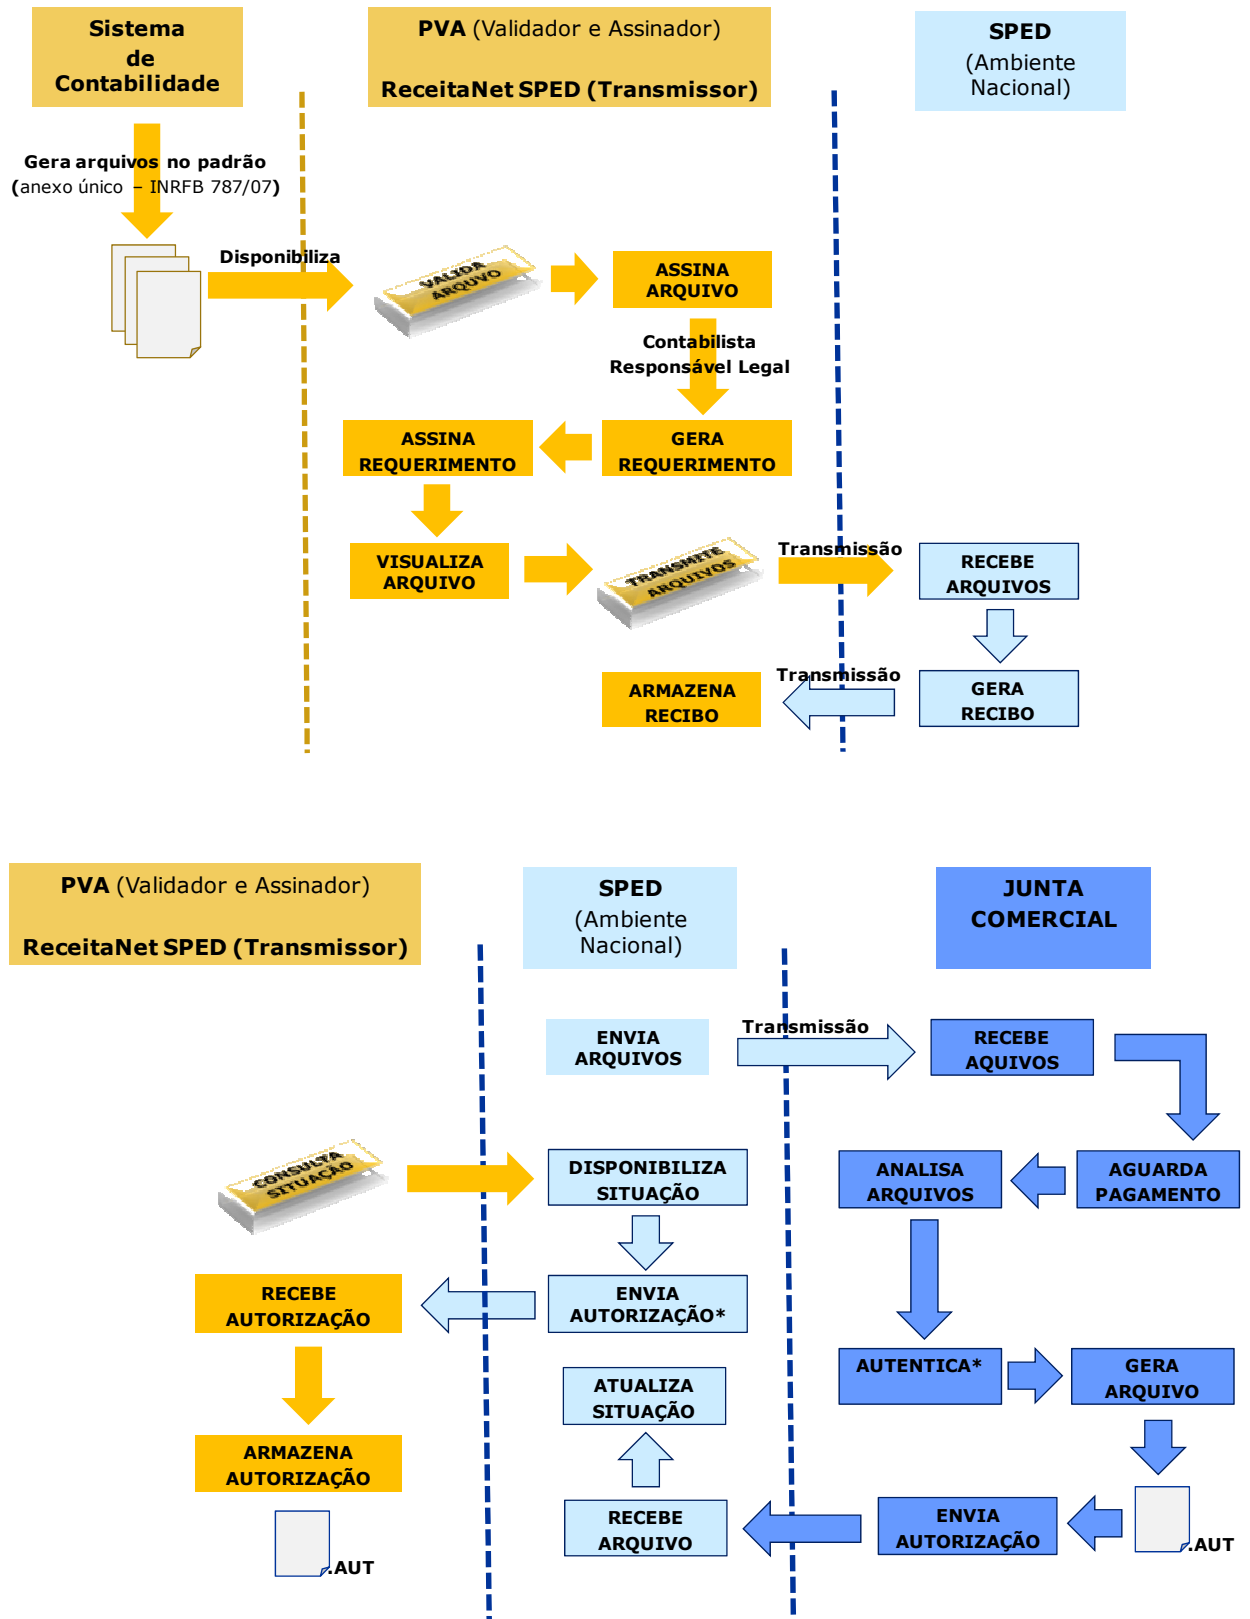 Sistema
de
Contabilidade
PVA (Validador e Assinador)
ReceitaNet SPED (Transmissor)
SPED
(Ambiente
Nacional)
Gera arquivos no padrão
(anexo único – INRFB 787/07)
Disponibiliza
VALIDA
ARQUVO
ASSINA
ARQUIVO
Contabilista
Responsável Legal
ASSINA
REQUERIMENTO
GERA
REQUERIMENTO
VISUALIZA
ARQUIVO
TRANSMITE
ARQUIVOS
Transmissão
RECEBE
ARQUIVOS
ARMAZENA
RECIBO
Transmissão
GERA
RECIBO
PVA (Validador e Assinador)
ReceitaNet SPED (Transmissor)
SPED
(Ambiente
Nacional)
JUNTA
COMERCIAL
ENVIA
ARQUIVOS
Transmissão
RECEBE
AQUIVOS
CONSULTA
SITUAÇÃO
DISPONIBILIZA
SITUAÇÃO
ANALISA
ARQUIVOS
AGUARDA
PAGAMENTO
RECEBE
AUTORIZAÇÃO
ENVIA
AUTORIZAÇÃO*
AUTENTICA*
GERA
ARQUIVO
ATUALIZA
SITUAÇÃO
ARMAZENA
AUTORIZAÇÃO
RECEBE
ARQUIVO
ENVIA
AUTORIZAÇÃO
.AUT
.AUT